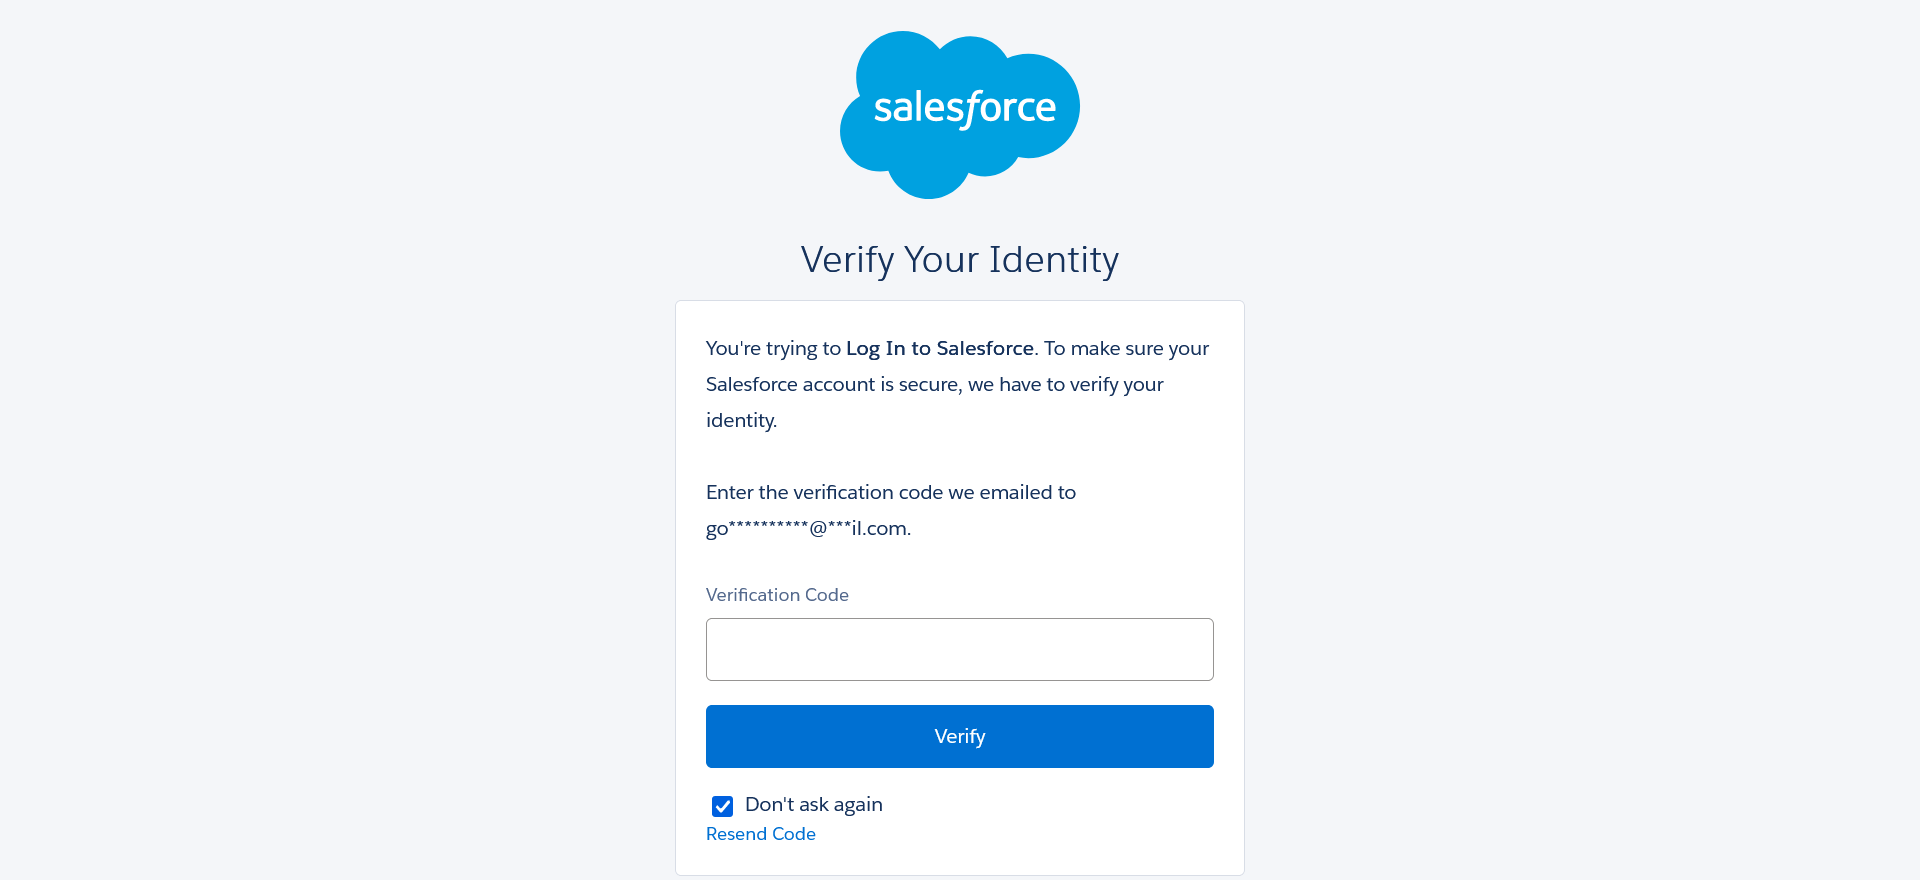 salesforce
Verify Your Identity
You're trying to Log In to Salesforce. To make sure your
Salesforce account is secure, we have to verify your
identity.
Enter the verification code we emailed to
go**********@***il.com.
Verification Code
Verify
Don't ask again
Resend Code